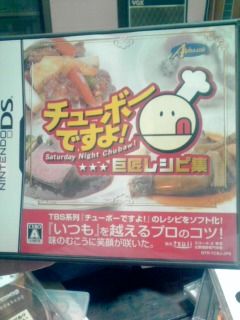 NINTENDO DS
チューボー
ですよ!
Saturday Night Chubaw!
★★★巨匠レシピ集
TBS系列『チューボーですよ!』のレシピをソフト化!
『いつも』を越えるプロのコツ!
味のむこうに笑顔が咲いた。
tsuji
A